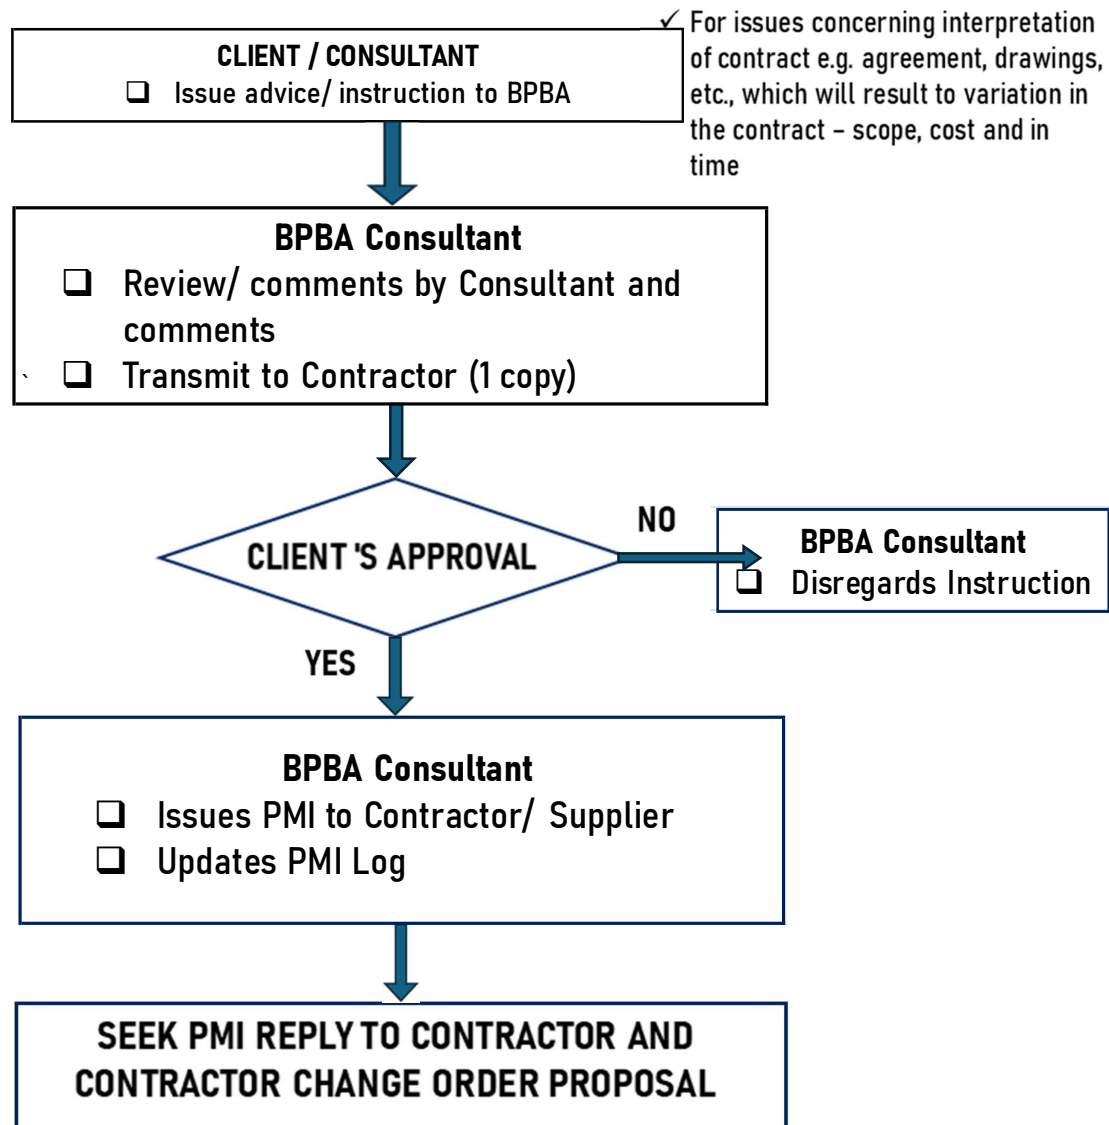 CLIENT / CONSULTANT
❑ Issue advice/ instruction to BPBA
✓ For issues concerning interpretation
of contract e.g. agreement, drawings,
etc., which will result to variation in
the contract – scope, cost and in
time
BPBA Consultant
❑ Review/ comments by Consultant and
comments
` ❑ Transmit to Contractor (1 copy)
CLIENT 'S APPROVAL
NO
BPBA Consultant
❑ Disregards Instruction
YES
BPBA Consultant
❑ Issues PMI to Contractor/ Supplier
❑ Updates PMI Log
SEEK PMI REPLY TO CONTRACTOR AND
CONTRACTOR CHANGE ORDER PROPOSAL